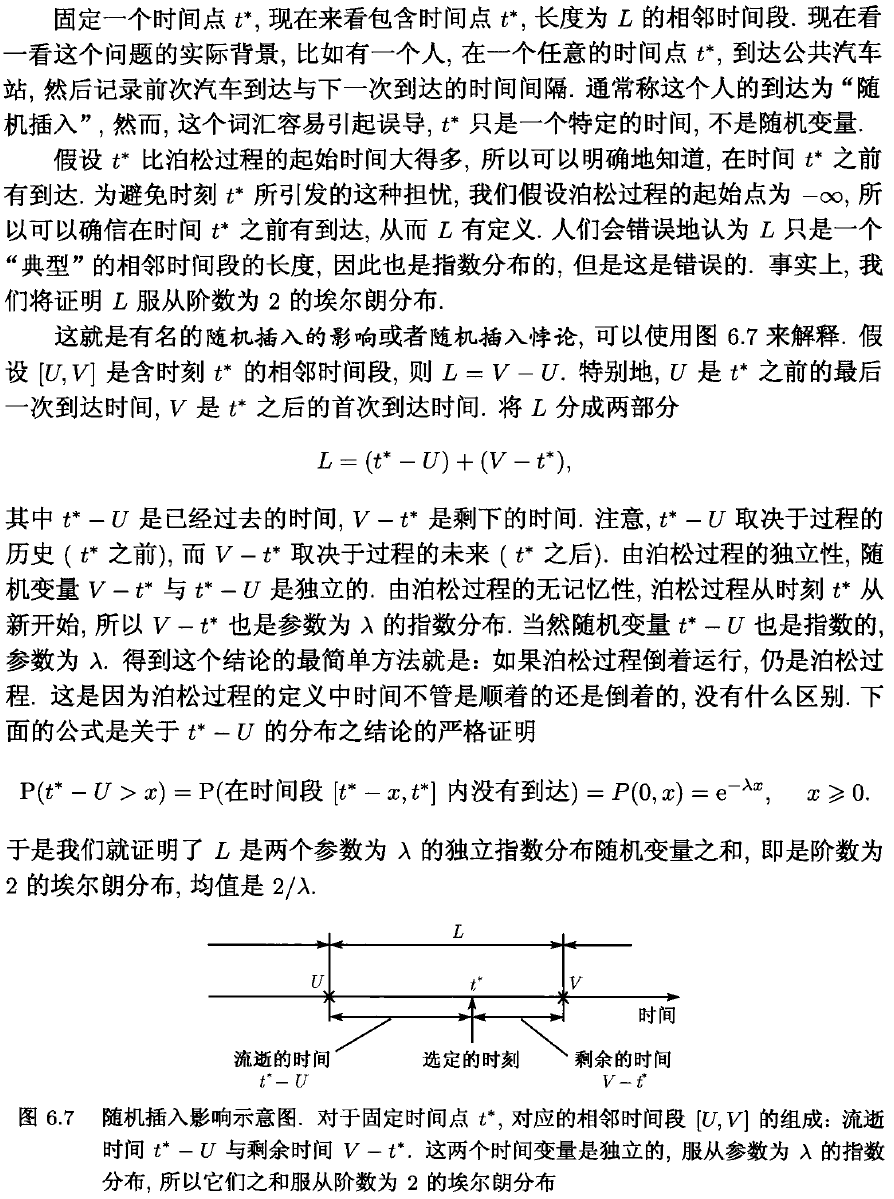 固定一个时间点 t*, 现在来看包含时间点 t*, 长度为 L 的相邻时间段. 现在看
一看这个问题的实际背景, 比如有一个人, 在一个任意的时间点 t*, 到达公共汽车
站, 然后记录前次汽车到达与下一次到达的时间间隔. 通常称这个人的到达为“随
机插入”, 然而, 这个词汇容易引起误导, t* 只是一个特定的时间, 不是随机变量.
假设 t* 比泊松过程的起始时间大得多, 所以可以明确地知道, 在时间 t* 之前
有到达. 为避免时刻 t* 所引发的这种担忧, 我们假设泊松过程的起始点为 −∞, 所
以可以确信在时间 t* 之前有到达, 从而 L 有定义. 人们会错误地认为 L 只是一个
“典型”的相邻时间段的长度, 因此也是指数分布的, 但是这是错误的. 事实上, 我
们将证明 L 服从阶数为 2 的埃尔朗分布.
这就是有名的随机插入的影响或者随机插入悖论, 可以使用图 6.7 来解释. 假
设 [U, V] 是含时刻 t* 的相邻时间段, 则 L = V − U. 特别地, U 是 t* 之前的最后
一次到达时间, V 是 t* 之后的首次到达时间. 将 L 分成两部分
L = (t* − U) + (V − t*),
其中 t* − U 是已经过去的时间, V − t* 是剩下的时间. 注意, t* − U 取决于过程的
历史 ( t* 之前), 而 V − t* 取决于过程的未来 ( t* 之后). 由泊松过程的独立性, 随
机变量 V − t* 与 t* − U 是独立的. 由泊松过程的无记忆性, 泊松过程从时刻 t* 从
新开始, 所以 V − t* 也是参数为 λ 的指数分布. 当然随机变量 t* − U 也是指数的,
参数为 λ. 得到这个结论的最简单方法就是: 如果泊松过程倒着运行, 仍是泊松过
程. 这是因为泊松过程的定义中时间不管是顺着的还是倒着的, 没有什么区别. 下
面的公式是关于 t* − U 的分布之结论的严格证明
P(t* − U > x) = P(在时间段 [t* − x, t*] 内没有到达) = P(0, x) = e^{−λx}, x ⩾ 0.
于是我们就证明了 L 是两个参数为 λ 的独立指数分布随机变量之和, 即是阶数为
2 的埃尔朗分布, 均值是 2/λ.
L
U t* V
时间
流逝的时间 选定的时刻 剩余的时间
t* − U V − t*
图 6.7 随机插入影响示意图. 对于固定时间点 t*, 对应的相邻时间段 [U, V] 的组成: 流逝
时间 t* − U 与剩余时间 V − t*. 这两个时间变量是独立的, 服从参数为 λ 的指数
分布, 所以它们之和服从阶数为 2 的埃尔朗分布